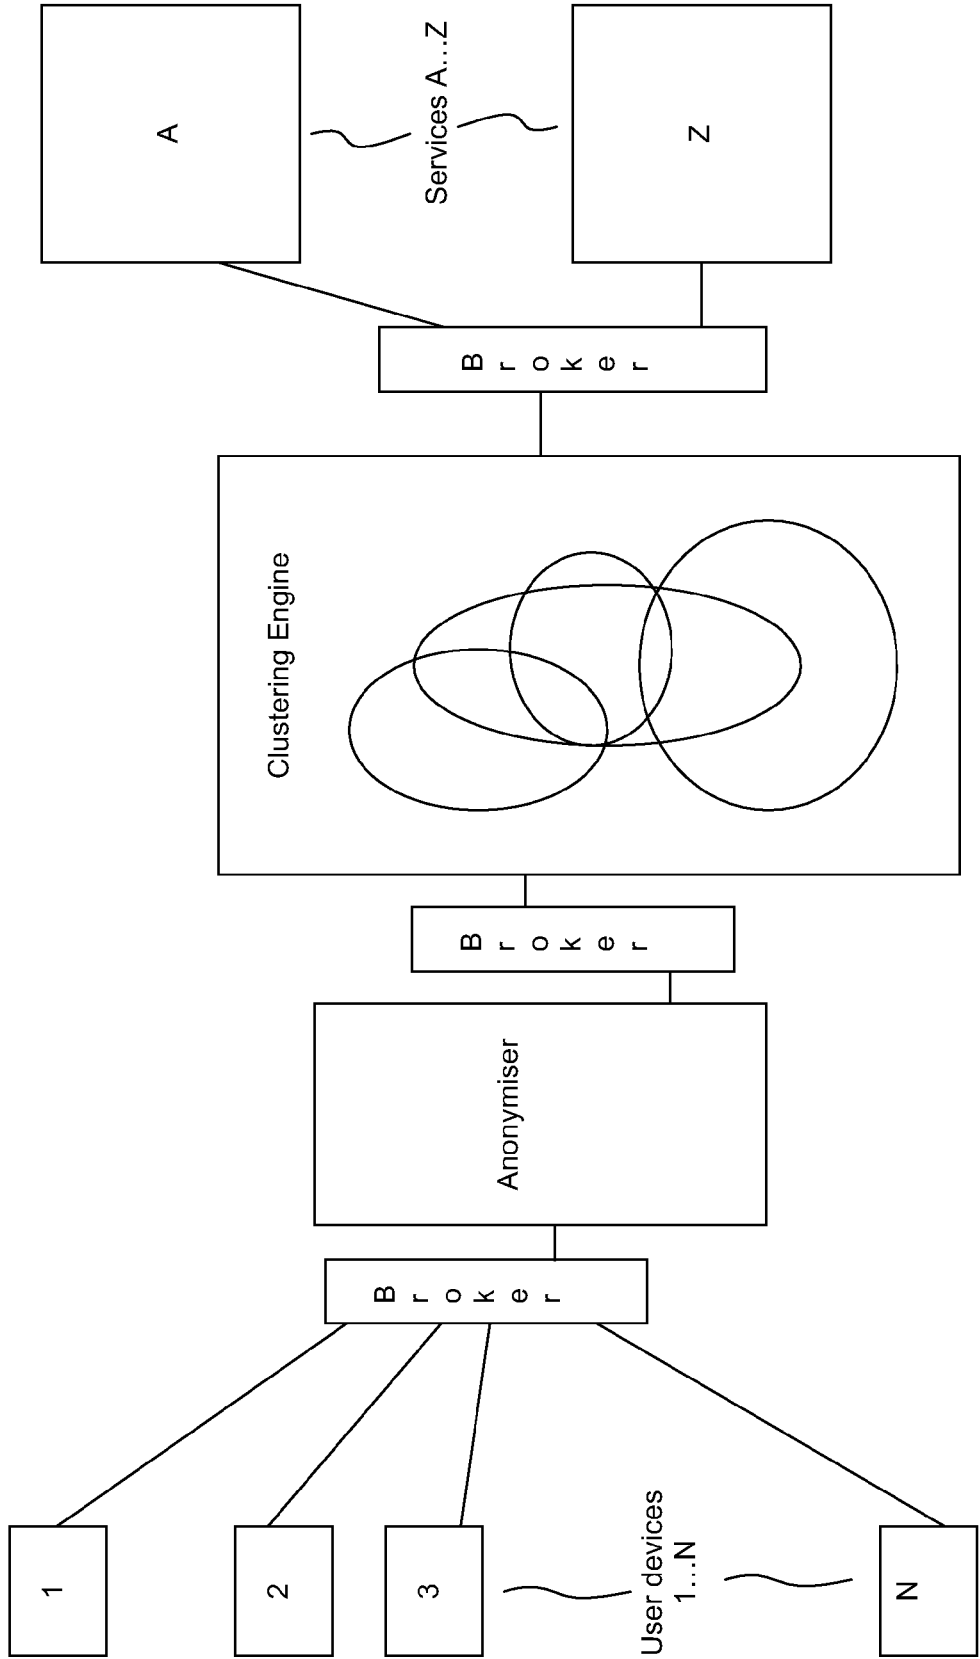 1
2
3
User devices
1...N
N
Broker
Anonymiser
Broker
Clustering Engine
Broker
A
Services A...Z
Z